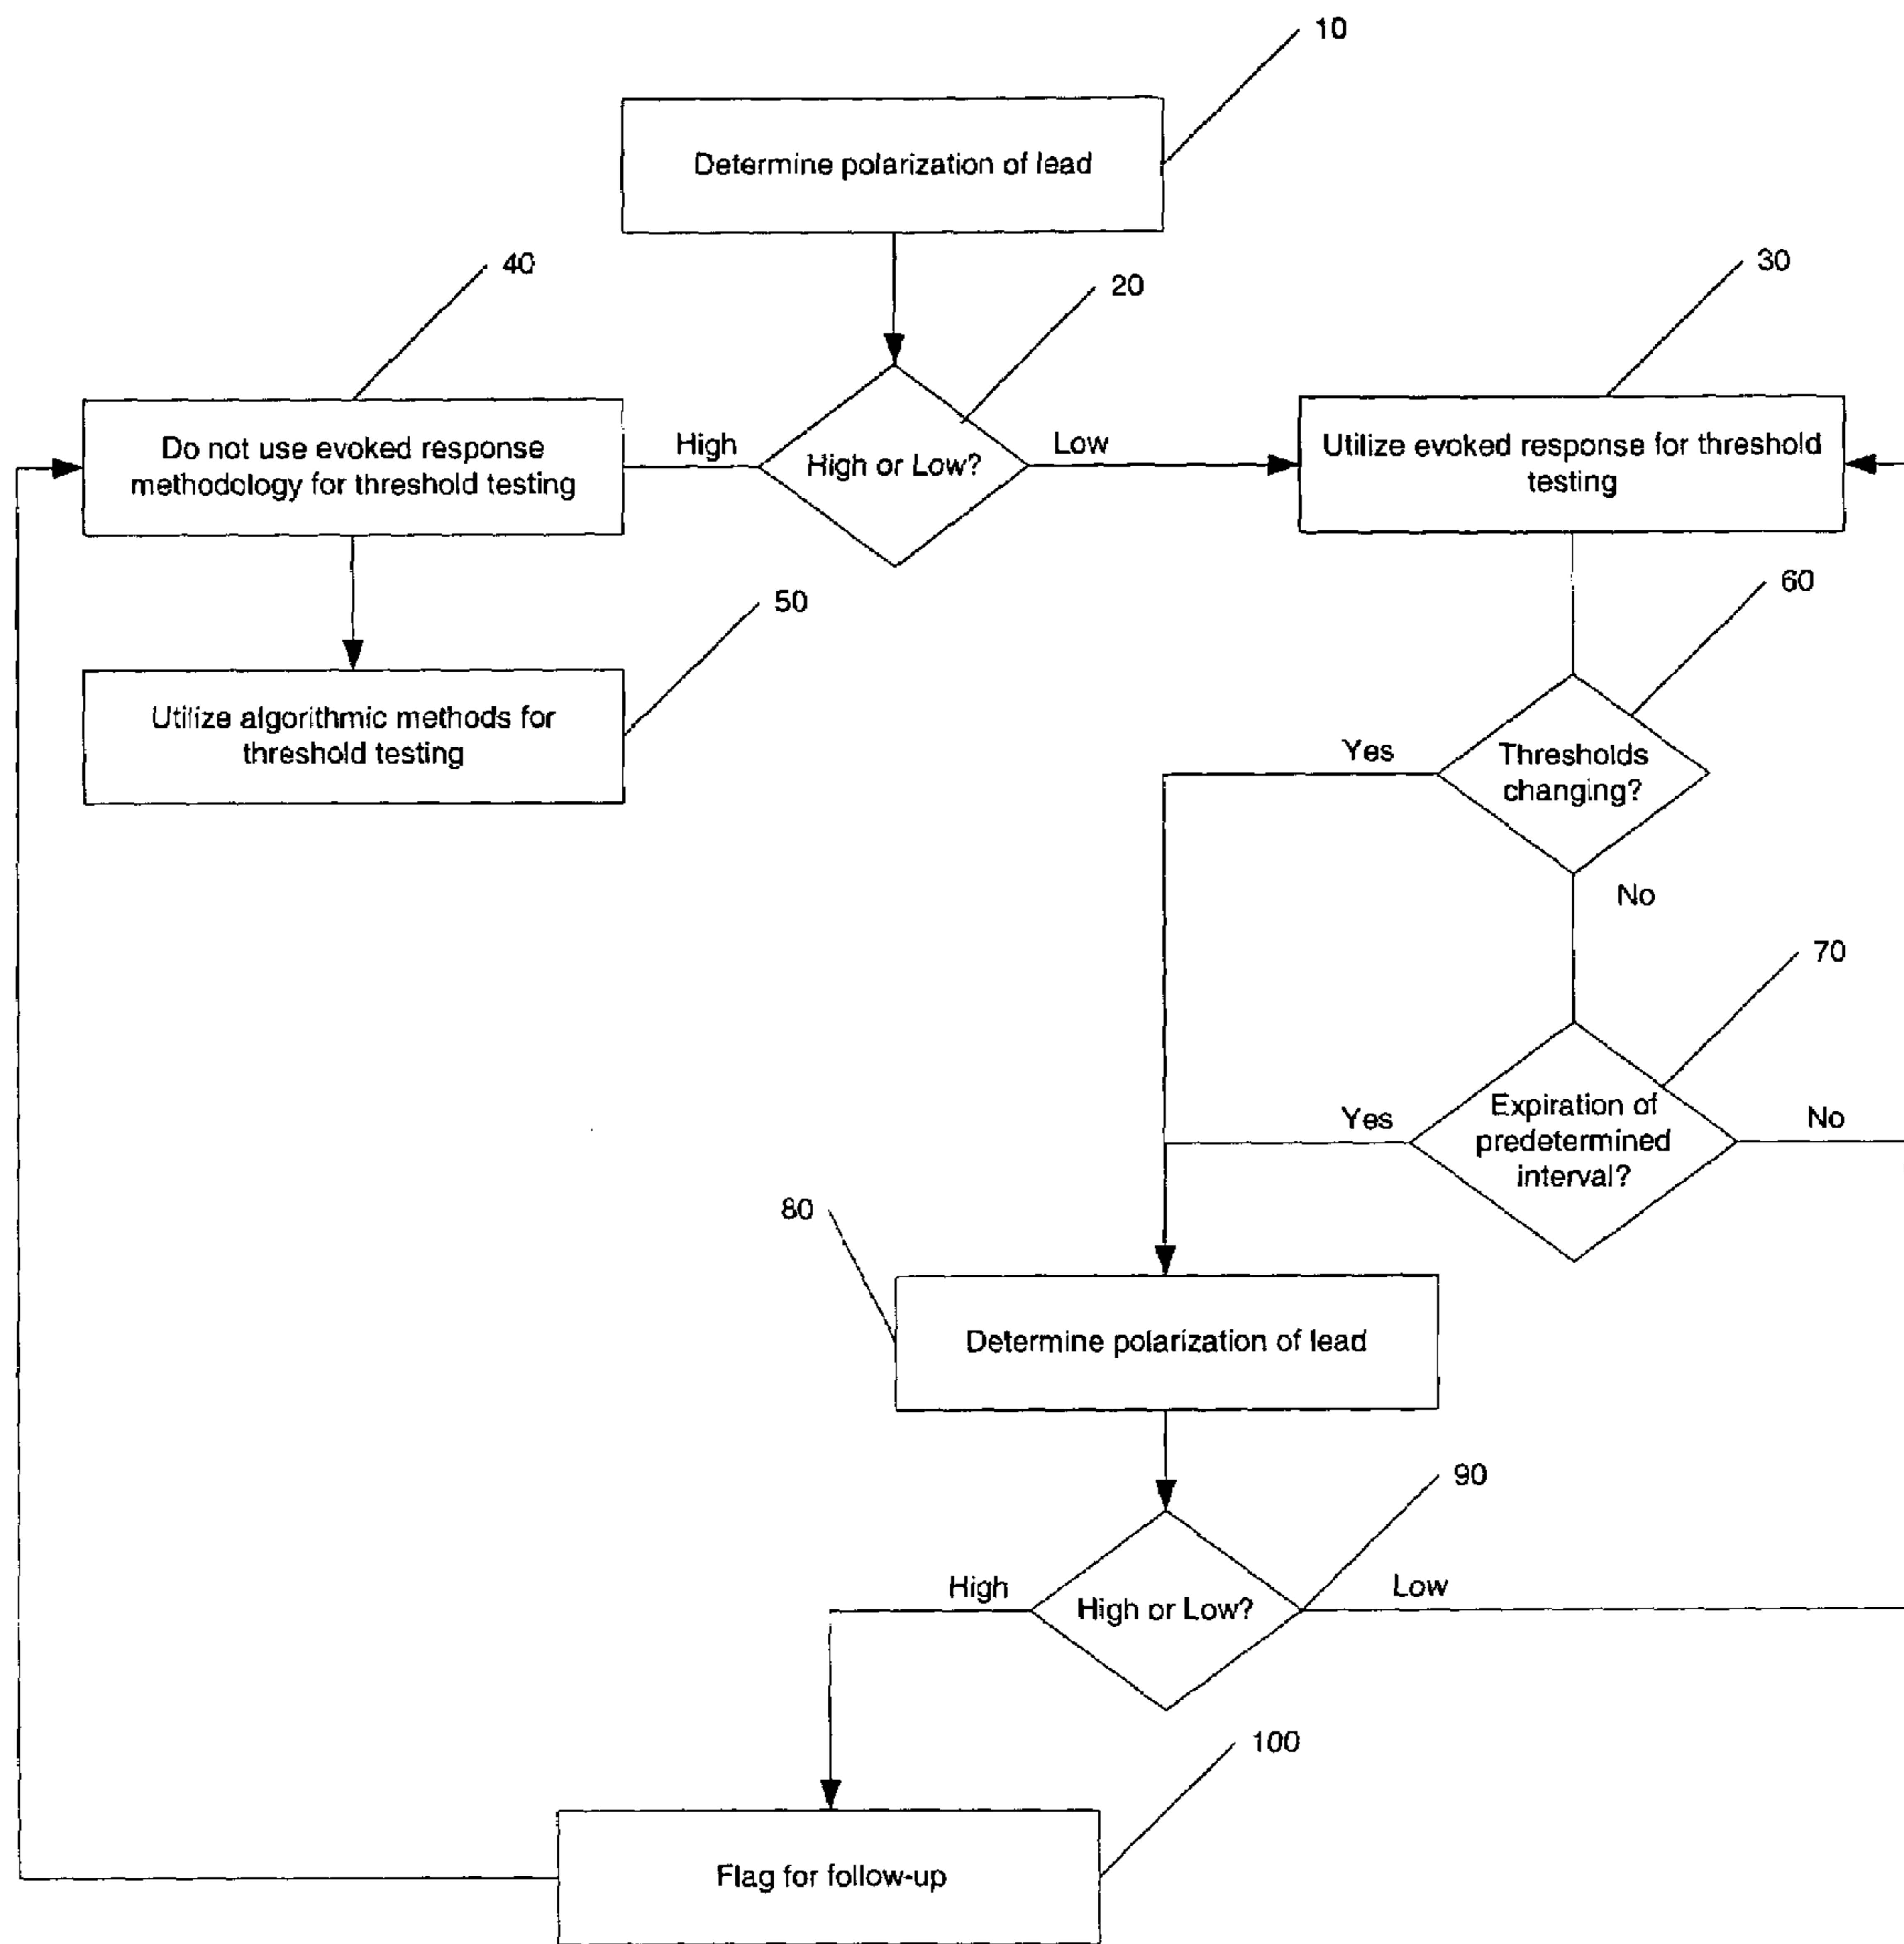 10
Determine polarization of lead
40
20
30
Do not use evoked response
methodology for threshold testing
High
High or Low?
Low
Utilize evoked response for threshold
testing
50
60
Utilize algorithmic methods for
threshold testing
Yes
Thresholds
changing?
No
70
Yes
Expiration of
predetermined
interval?
No
80
Determine polarization of lead
90
High
High or Low?
Low
100
Flag for follow-up